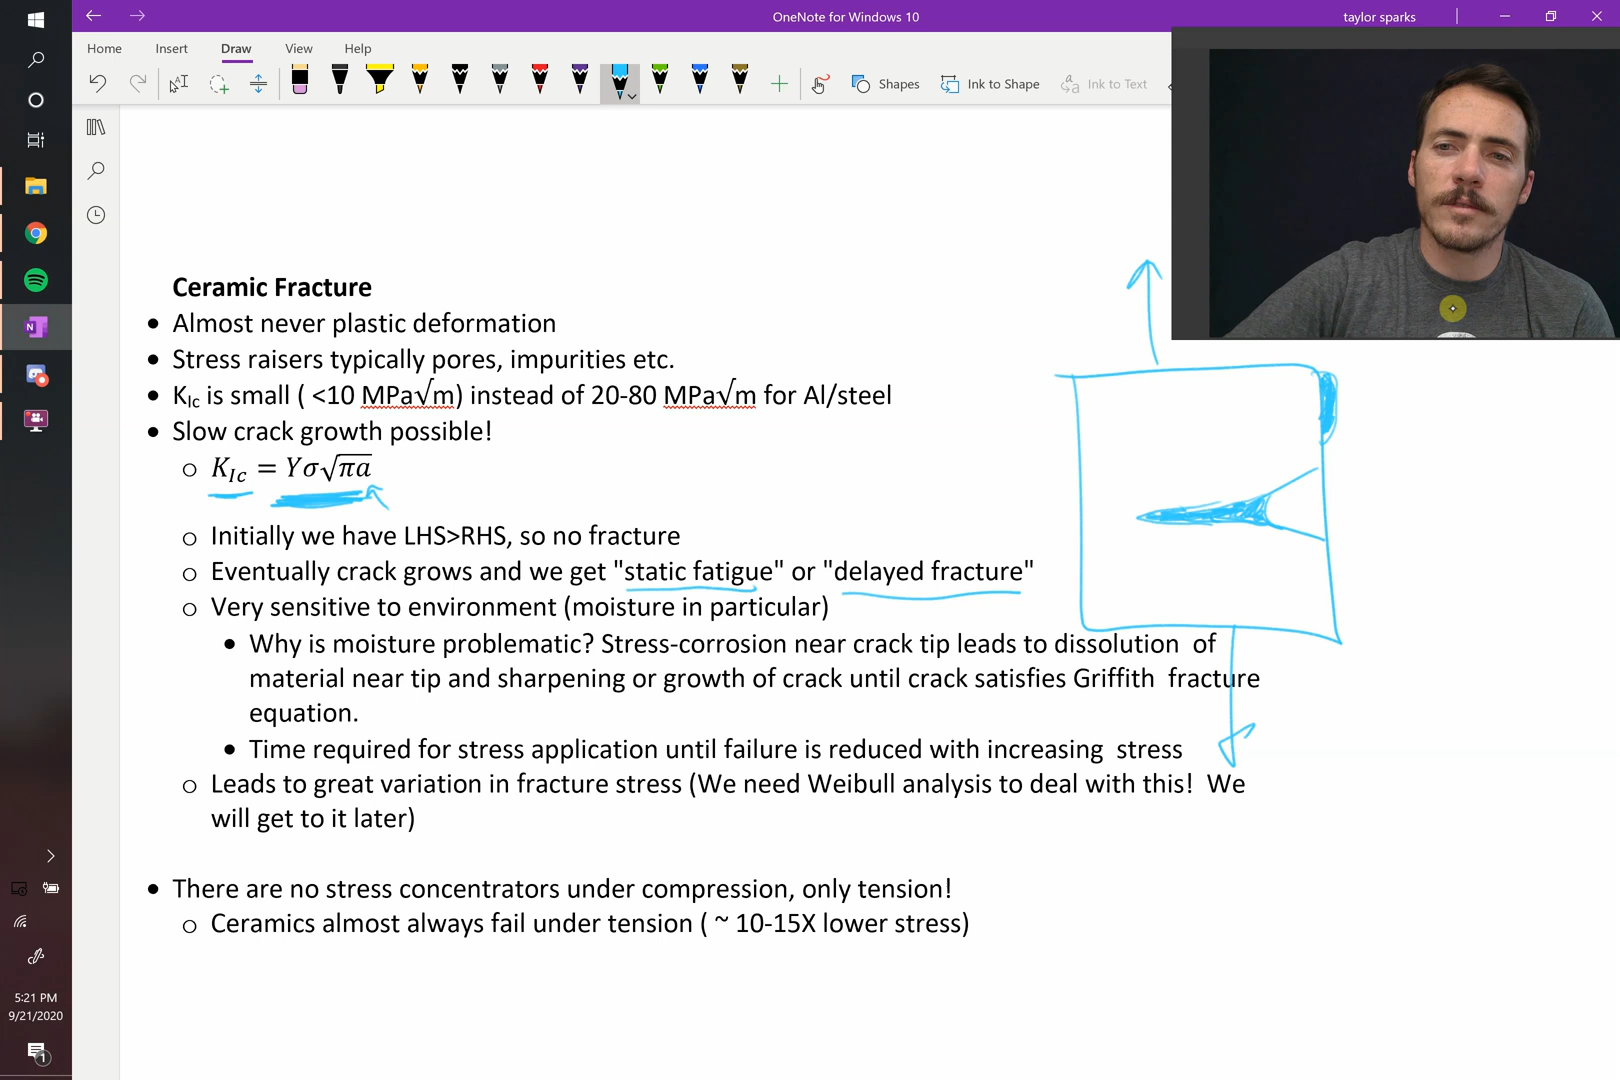 OneNote for Windows 10
taylor sparks
Home Insert Draw View Help
Shapes Ink to Shape Ink to Text
Ceramic Fracture
• Almost never plastic deformation
• Stress raisers typically pores, impurities etc.
• K_Ic is small ( <10 MPa√m) instead of 20-80 MPa√m for Al/steel
• Slow crack growth possible!
o K_Ic = Yσ√πa
o Initially we have LHS>RHS, so no fracture
o Eventually crack grows and we get "static fatigue" or "delayed fracture"
o Very sensitive to environment (moisture in particular)
• Why is moisture problematic? Stress-corrosion near crack tip leads to dissolution of
material near tip and sharpening or growth of crack until crack satisfies Griffith fracture
equation.
• Time required for stress application until failure is reduced with increasing stress
o Leads to great variation in fracture stress (We need Weibull analysis to deal with this! We
will get to it later)
• There are no stress concentrators under compression, only tension!
o Ceramics almost always fail under tension ( ~ 10-15X lower stress)
5:21 PM
9/21/2020
1